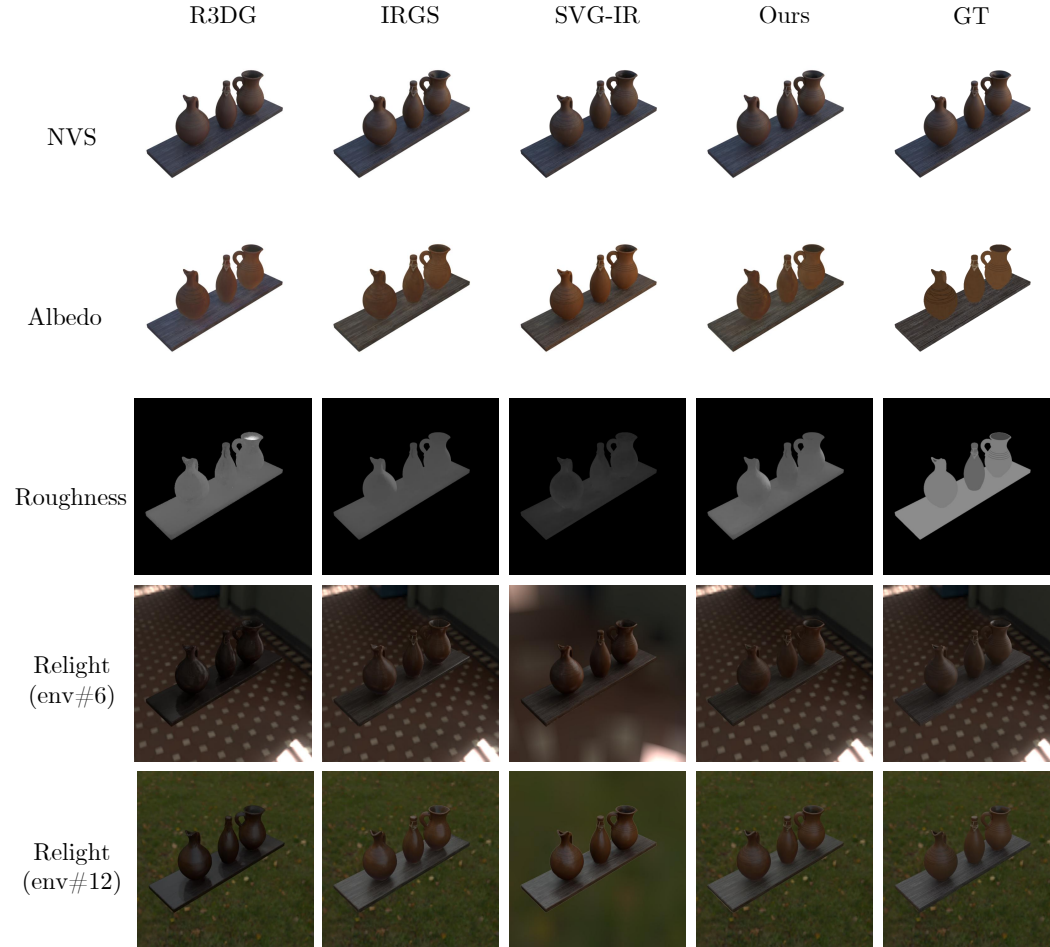 R3DG IRGS SVG-IR Ours GT
NVS
Albedo
Roughness
Relight
(env#6)
Relight
(env#12)